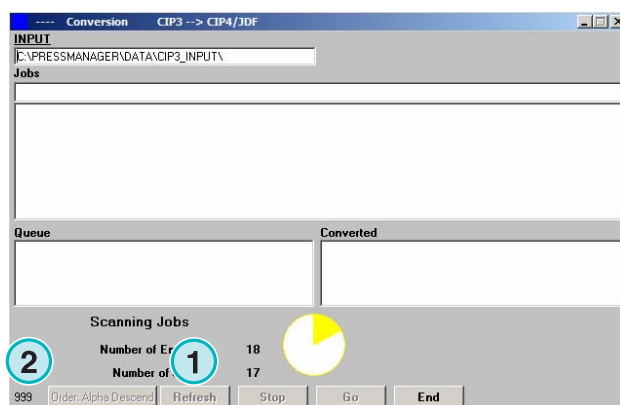 ---- Conversion CIP3 --> CIP4/JDF
INPUT
C:\PRESSMANAGER\DATA\CIP3_INPUT\
Jobs
Queue Converted
Scanning Jobs
Number of 18
Number of 17
2 1
999 Order: Alpha Descend Refresh Stop Go End